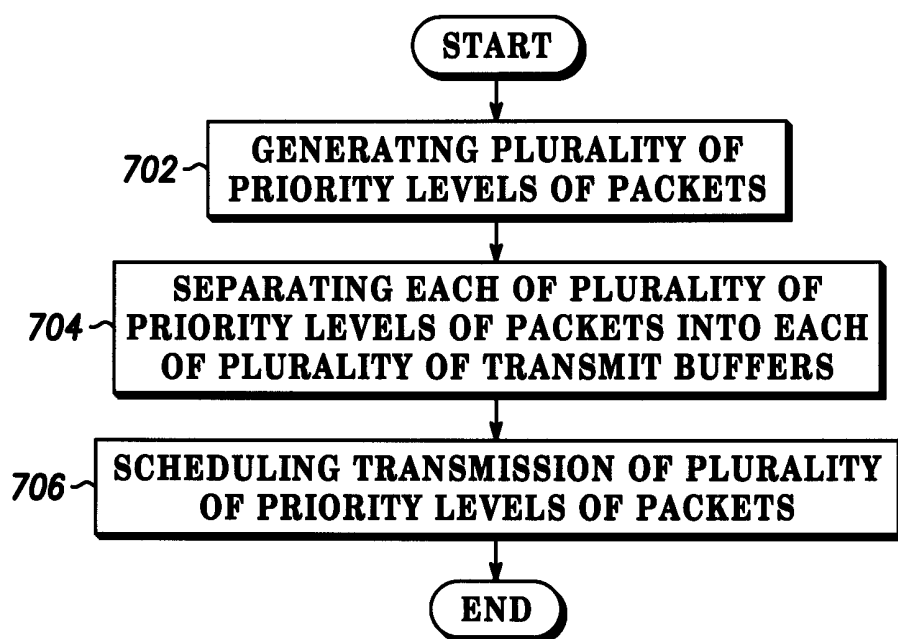 START
702
GENERATING PLURALITY OF
PRIORITY LEVELS OF PACKETS
704
SEPARATING EACH OF PLURALITY OF
PRIORITY LEVELS OF PACKETS INTO EACH
OF PLURALITY OF TRANSMIT BUFFERS
706
SCHEDULING TRANSMISSION OF PLURALITY
OF PRIORITY LEVELS OF PACKETS
END